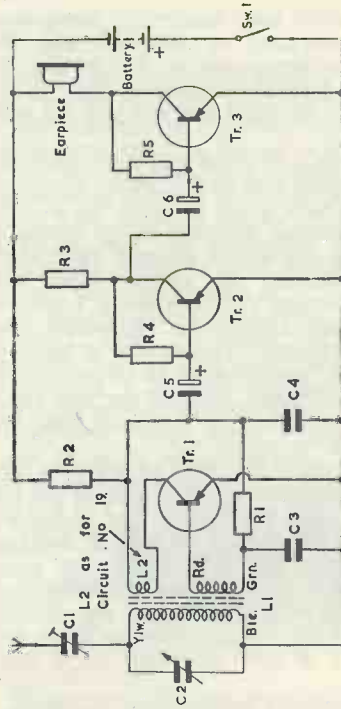 C1
L2 as for
Circuit . No 19.
R2
R3
Earpiece
Battery
+
Sw.1
R5
R4
C6
+
C5
+
Tr. 3
Tr. 2
Tr. 1
L2
Ylw.
Rd.
C2
R1
C4
Grn.
Ble.
L1
C3